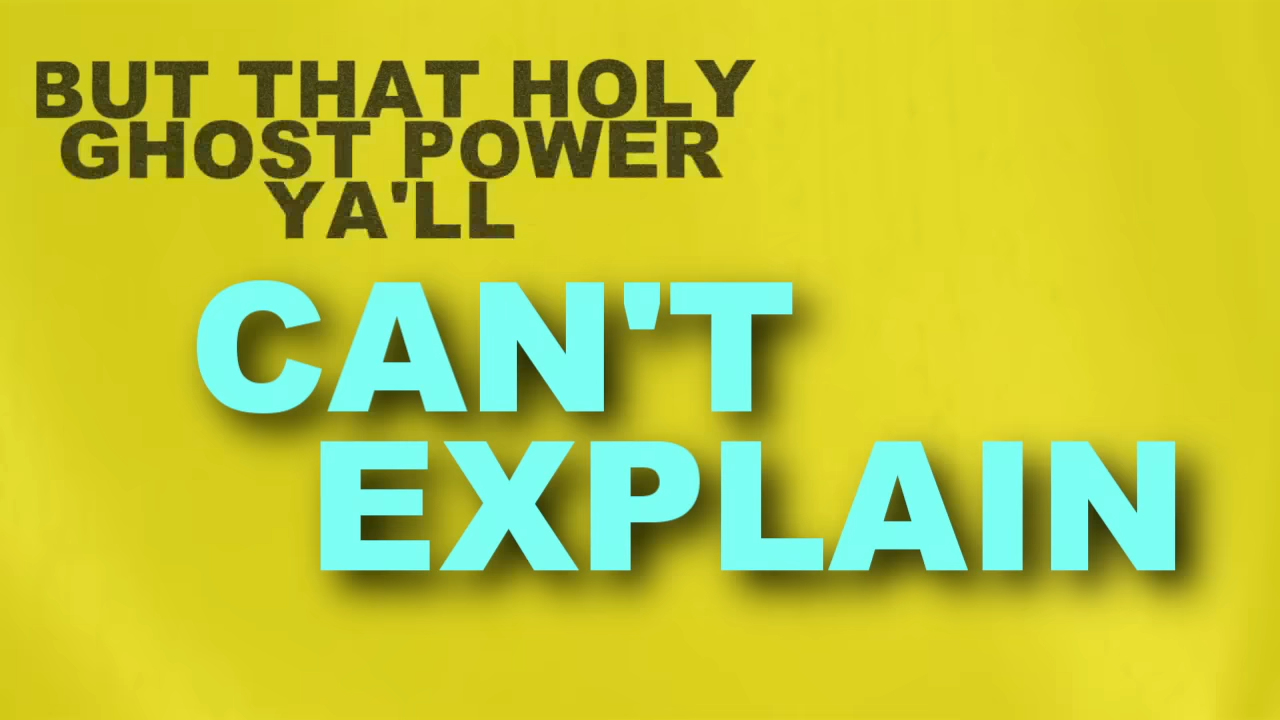 BUT THAT HOLY
GHOST POWER
YA'LL
CAN'T
EXPLAIN